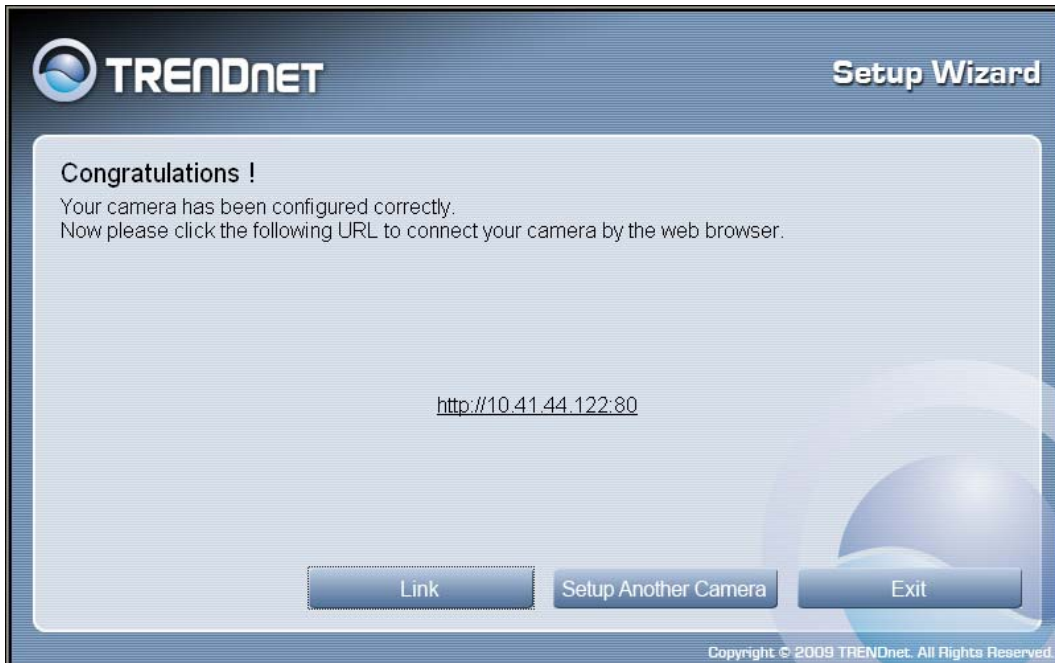 TRENDNET
Setup Wizard
Congratulations !
Your camera has been configured correctly.
Now please click the following URL to connect your camera by the web browser.
http://10.41.44.122:80
Link
Setup Another Camera
Exit
Copyright © 2009 TRENDnet. All Rights Reserved.